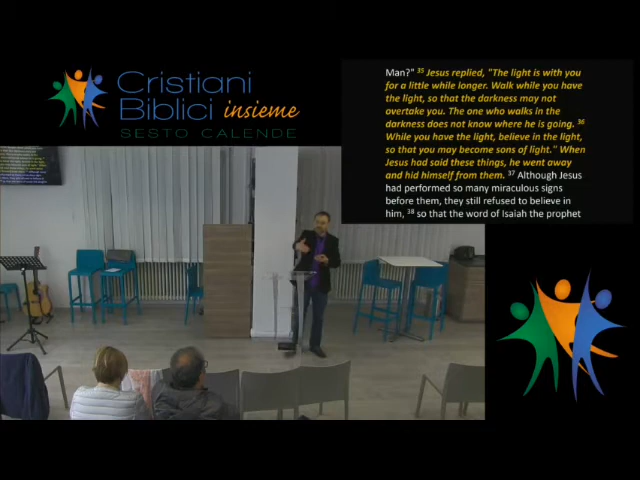 Cristiani
Biblici insieme
SESTO CALENDE
Man?" 35 Jesus replied, "The light is with you
for a little while longer. Walk while you have
the light, so that the darkness may not
overtake you. The one who walks in the
darkness does not know where he is going. 36
While you have the light, believe in the light,
so that you may become sons of light." When
Jesus had said these things, he went away
and hid himself from them. 37 Although Jesus
had performed so many miraculous signs
before them, they still refused to believe in
him, 38 so that the word of Isaiah the prophet